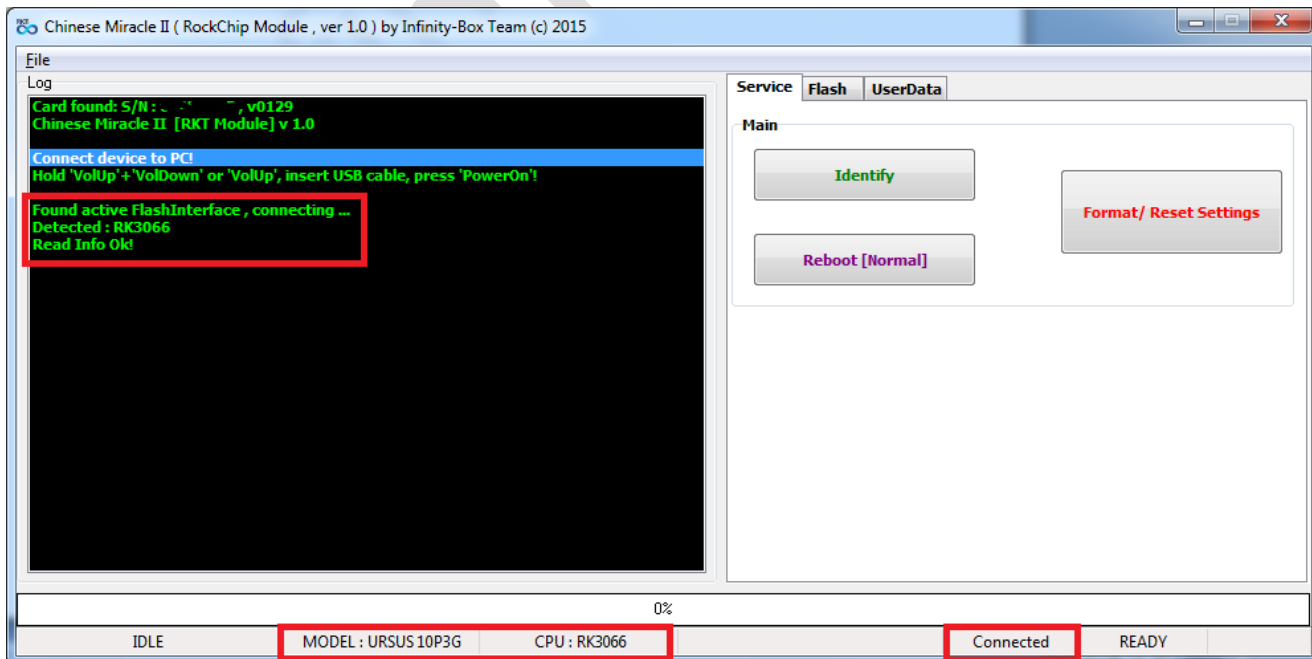 Chinese Miracle II ( RockChip Module , ver 1.0 ) by Infinity-Box Team (c) 2015
File
Log
Card found: S/N : , v0129
Chinese Miracle II [RKT Module] v 1.0
Connect device to PC!
Hold 'VolUp'+'VolDown' or 'VolUp', insert USB cable, press 'PowerOn'!
Found active FlashInterface , connecting ...
Detected : RK3066
Read Info Ok!
Service Flash UserData
Main
Identify
Format/ Reset Settings
Reboot [Normal]
0%
IDLE MODEL : URSUS 10P3G CPU : RK3066 Connected READY